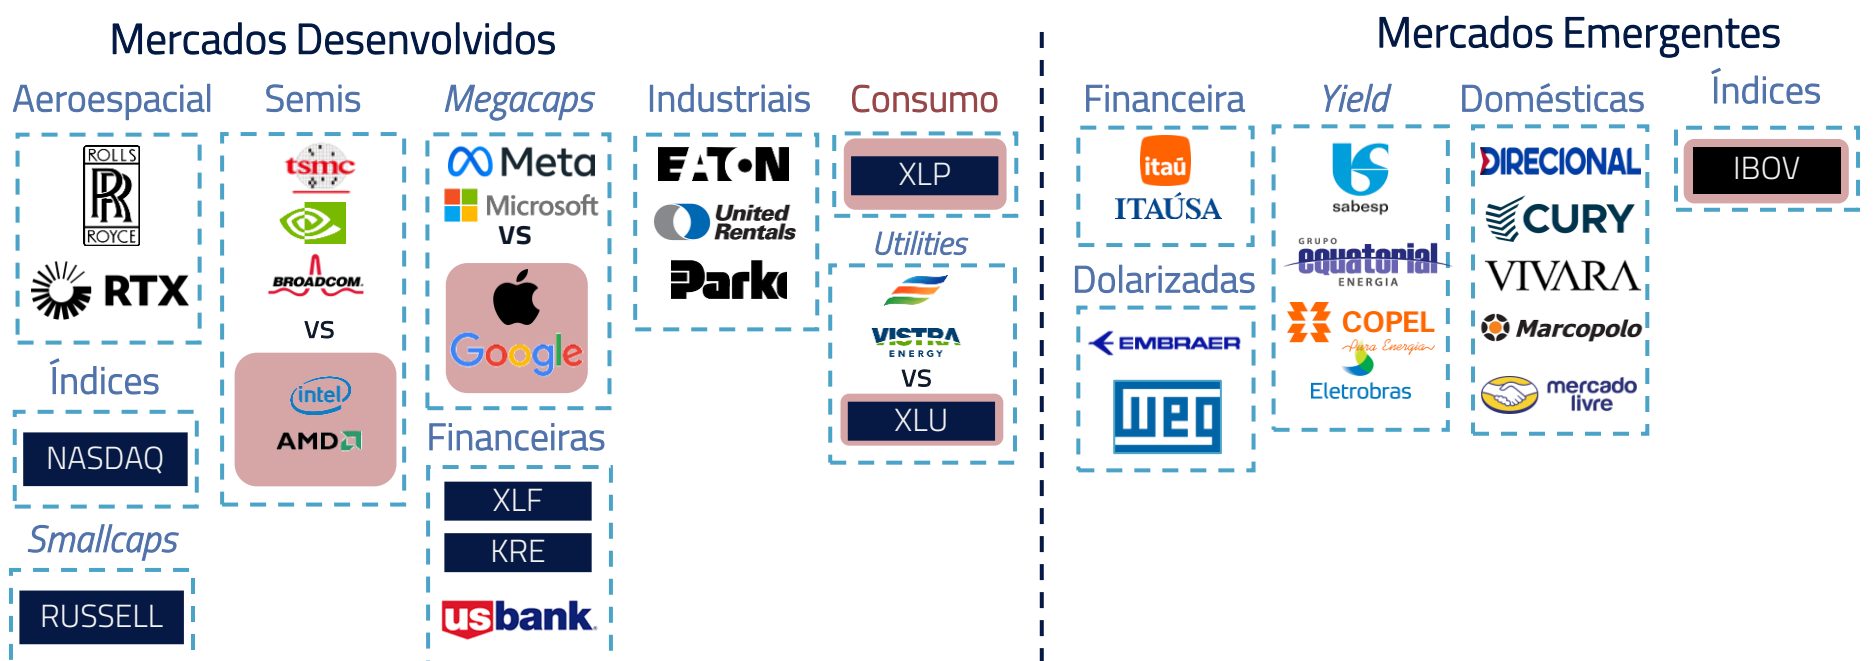 Mercados Desenvolvidos
Aeroespacial
ROLLS
RR
ROYCE
RTX
Índices
NASDAQ
Smallcaps
RUSSELL
Semis
tsmc
BROADCOM.
vs
intel
AMD
Megacaps
Meta
Microsoft
vs
Google
Financeiras
XLF
KRE
usbank.
Industriais
EATON
United
Rentals
Parke
Consumo
XLP
Utilities
VISTRA
ENERGY
vs
XLU
Mercados Emergentes
Financeira
itaú
ITAÚSA
Dolarizadas
EMBRAER
weg
Yield
sabesp
GRUPO
equatorial
ENERGIA
COPEL
Pura Energia
Eletrobras
Domésticas
DIRECIONAL
CURY
VIVARA
Marcopolo
mercado
livre
Índices
IBOV